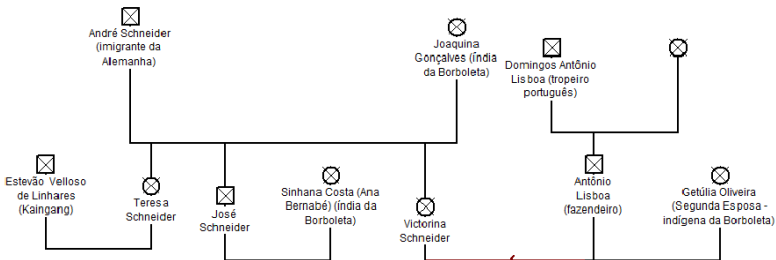 André Schneider
(imigrante da
Alemanha)
Joaquina
Gonçalves (índia
da Borboleta)
Domingos Antônio
Lisboa (tropeiro
português)
Estevão Velloso
de Linhares
(Kaingang)
Teresa
Schneider
José
Schneider
Sinhana Costa (Ana
Bernabé) (índia da
Borboleta)
Victorina
Schneider
Antônio
Lisboa
(fazendeiro)
Getúlia Oliveira
(Segunda Esposa -
indígena da Borboleta)